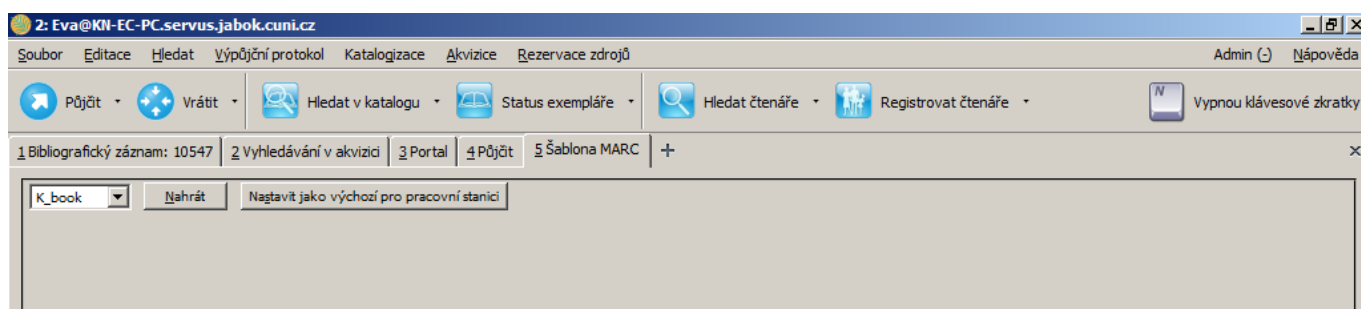 2: Eva@KN-EC-PC.servus.jabok.cuni.cz
Soubor Editace Hledat Výpůjční protokol Katalogizace Akvizice Rezervace zdrojů Admin (-) Nápověda
Půjčit Vrátit Hledat v katalogu Status exempláře Hledat čtenáře Registrovat čtenáře N Vypnou klávesové zkratky
1 Bibliografický záznam: 10547 2 Vyhledávání v akvizici 3 Portal 4 Půjčit 5 Šablona MARC
K_book Nahrát Nastavit jako výchozí pro pracovní stanici